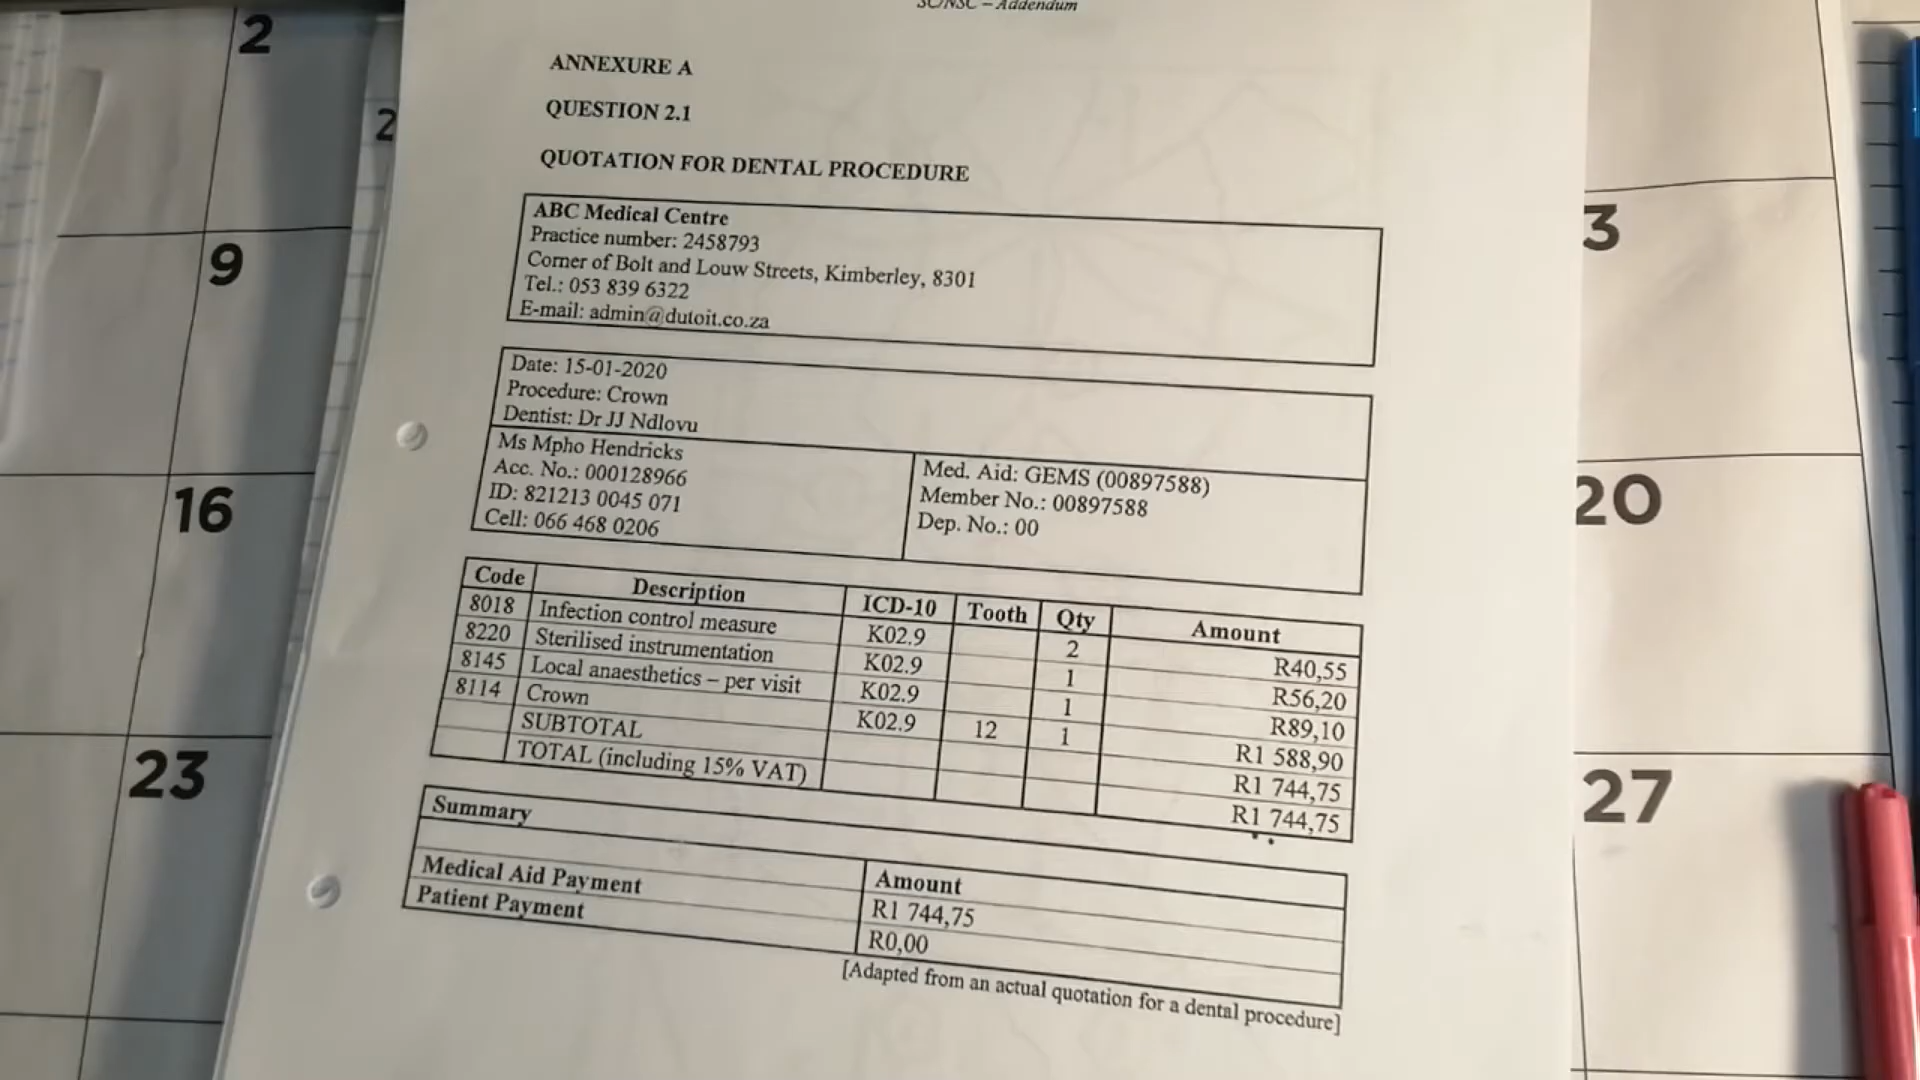 SC/NSC – Addendum
ANNEXURE A
QUESTION 2.1
QUOTATION FOR DENTAL PROCEDURE
ABC Medical Centre
Practice number: 2458793
Corner of Bolt and Louw Streets, Kimberley, 8301
Tel.: 053 839 6322
E-mail: admin@dutoit.co.za
Date: 15-01-2020
Procedure: Crown
Dentist: Dr JJ Ndlovu
Ms Mpho Hendricks
Acc. No.: 000128966
ID: 821213 0045 071
Cell: 066 468 0206
Med. Aid: GEMS (00897588)
Member No.: 00897588
Dep. No.: 00
Code Description ICD-10 Tooth Qty Amount
8018 Infection control measure K02.9 2 R40,55
8220 Sterilised instrumentation K02.9 1 R56,20
8145 Local anaesthetics – per visit K02.9 1 R89,10
8114 Crown K02.9 12 1 R1 588,90
SUBTOTAL R1 744,75
TOTAL (including 15% VAT) R1 744,75
Summary
Amount
Medical Aid Payment R1 744,75
Patient Payment R0,00
[Adapted from an actual quotation for a dental procedure]
2
2
9
16
23
3
20
27